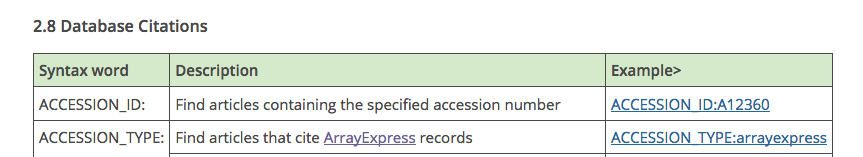 2.8 Database Citations
Syntax word Description Example>
ACCESSION_ID: Find articles containing the specified accession number ACCESSION_ID:A12360
ACCESSION_TYPE: Find articles that cite ArrayExpress records ACCESSION_TYPE:arrayexpress